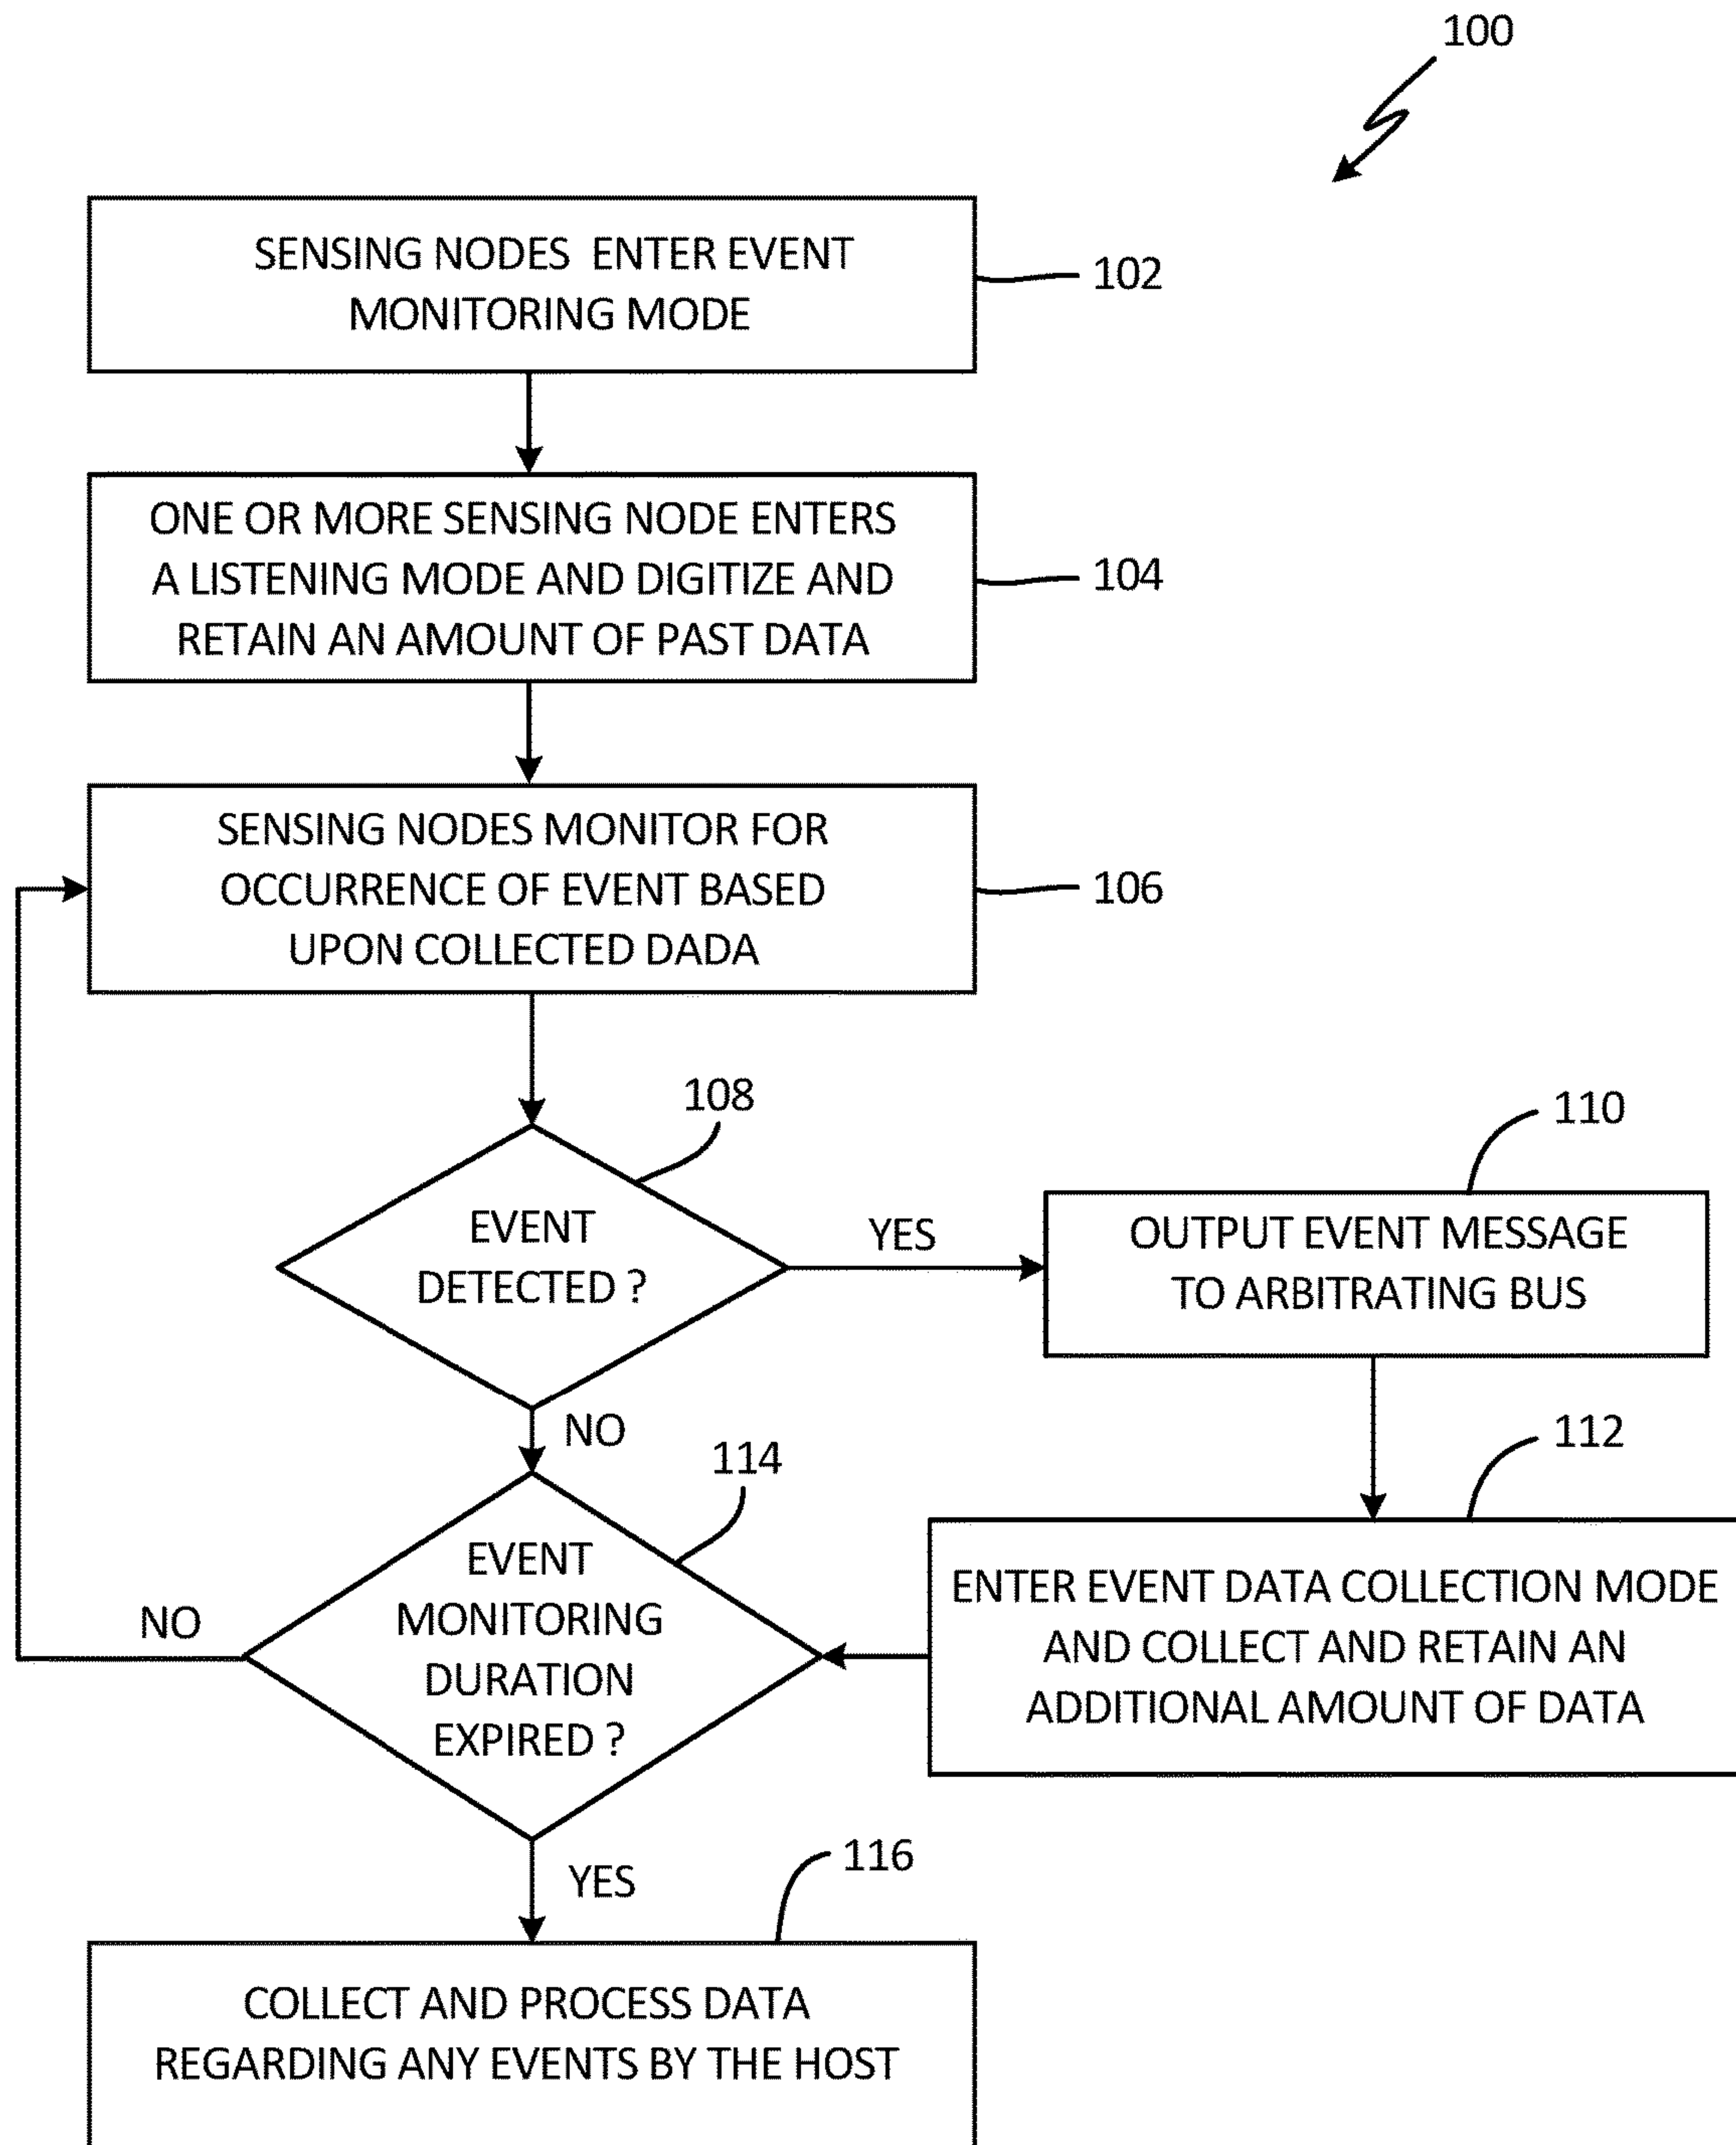 100
SENSING NODES ENTER EVENT
MONITORING MODE
102
ONE OR MORE SENSING NODE ENTERS
A LISTENING MODE AND DIGITIZE AND
RETAIN AN AMOUNT OF PAST DATA
104
SENSING NODES MONITOR FOR
OCCURRENCE OF EVENT BASED
UPON COLLECTED DADA
106
108
EVENT
DETECTED ?
YES
110
OUTPUT EVENT MESSAGE
TO ARBITRATING BUS
NO
112
ENTER EVENT DATA COLLECTION MODE
AND COLLECT AND RETAIN AN
ADDITIONAL AMOUNT OF DATA
114
EVENT
MONITORING
DURATION
EXPIRED ?
NO
YES
116
COLLECT AND PROCESS DATA
REGARDING ANY EVENTS BY THE HOST